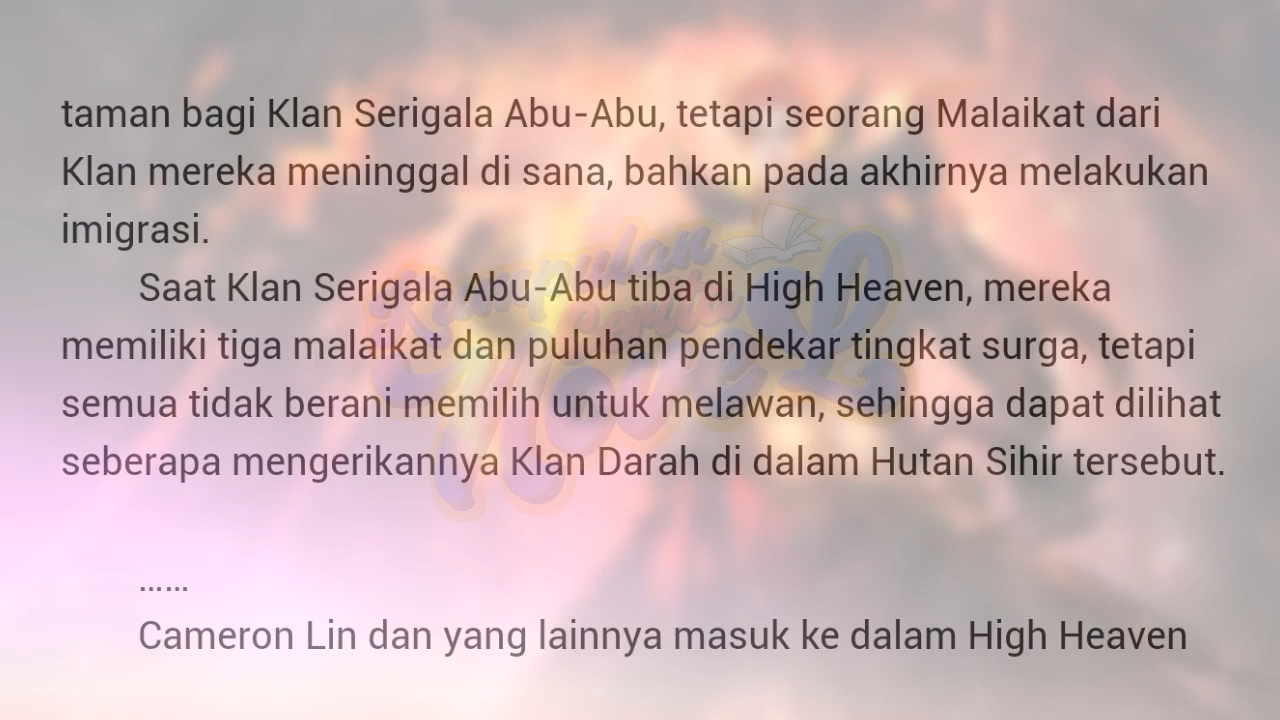 taman bagi Klan Serigala Abu-Abu, tetapi seorang Malaikat dari
Klan mereka meninggal di sana, bahkan pada akhirnya melakukan
imigrasi.
Saat Klan Serigala Abu-Abu tiba di High Heaven, mereka
memiliki tiga malaikat dan puluhan pendekar tingkat surga, tetapi
semua tidak berani memilih untuk melawan, sehingga dapat dilihat
seberapa mengerikannya Klan Darah di dalam Hutan Sihir tersebut.
......
Cameron Lin dan yang lainnya masuk ke dalam High Heaven